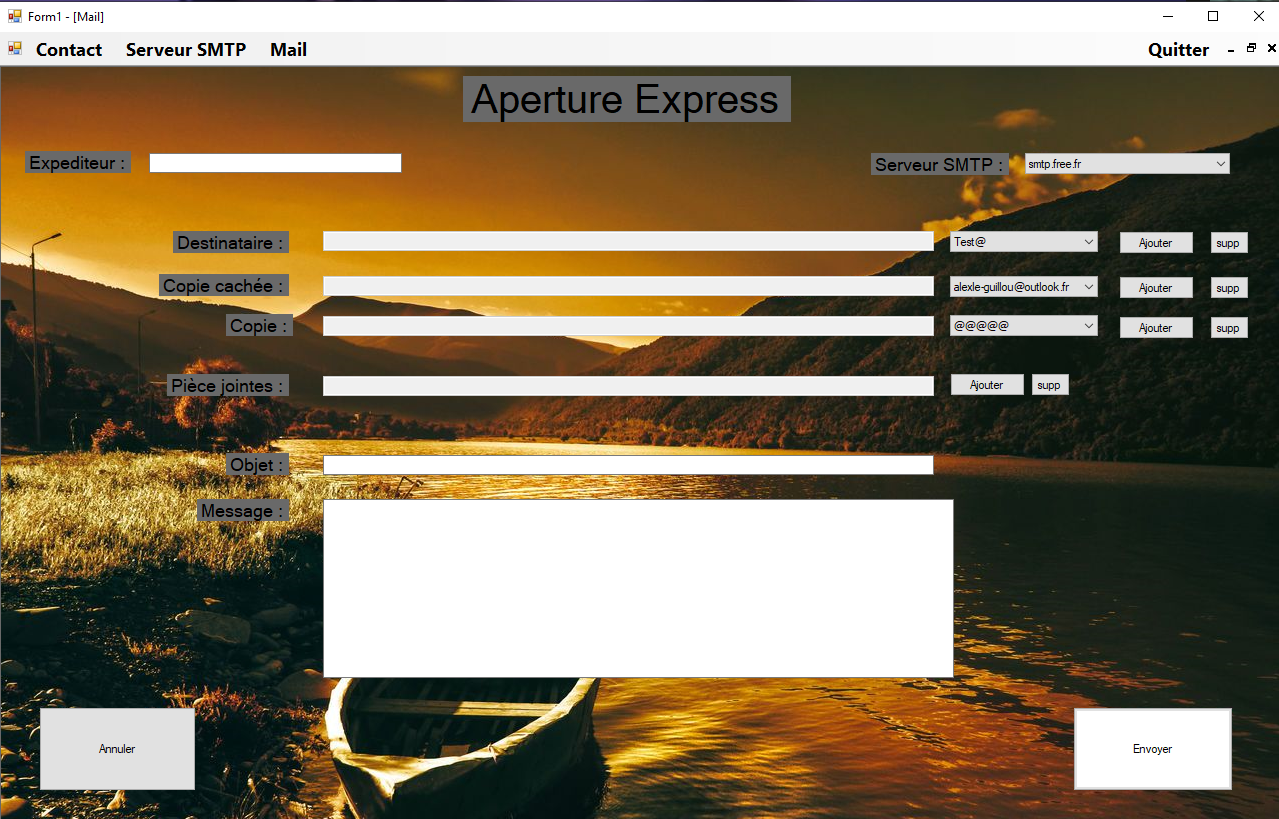 Form1 - [Mail]
Contact Serveur SMTP Mail Quitter
Aperture Express
Expediteur : Serveur SMTP : smtp.free.fr
Destinataire : Test@ Ajouter supp
Copie cachée : alexle-guillou@outlook.fr Ajouter supp
Copie : @@@@@ Ajouter supp
Pièce jointes : Ajouter supp
Objet :
Message :
Annuler Envoyer